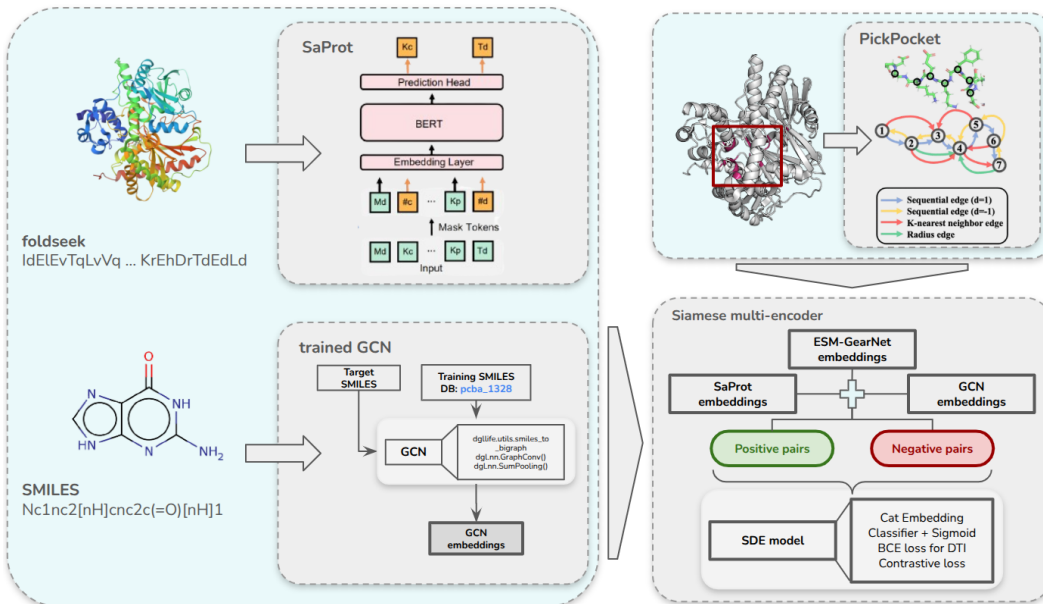 SaProt
Kc
Td
Prediction Head
BERT
Embedding Layer
Md
#c
...
Kp
#d
Mask Tokens
Md
Kc
...
Kp
Td
Input
foldseek
IdElEvTqLvVq ... KrEhDrTdEdLd
PickPocket
1
2
3
4
5
6
7
Sequential edge (d=1)
Sequential edge (d=-1)
K-nearest neighbor edge
Radius edge
trained GCN
Target
SMILES
Training SMILES
DB: pcba_1328
GCN
dgllife.utils.smiles_to
_bigraph
dgl.nn.GraphConv()
dgl.nn.SumPooling()
GCN
embeddings
O
N
NH
N
H
N
NH₂
SMILES
Nc1nc2[nH]cnc2c(=O)[nH]1
Siamese multi-encoder
ESM-GearNet
embeddings
SaProt
embeddings
GCN
embeddings
Positive pairs
Negative pairs
SDE model
Cat Embedding
Classifier + Sigmoid
BCE loss for DTI
Contrastive loss